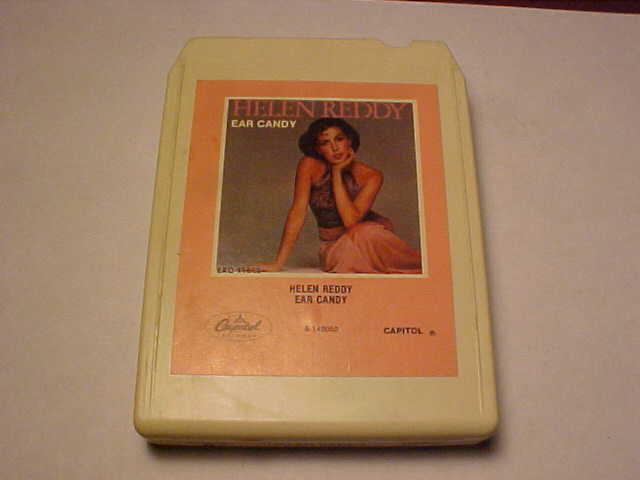 HELEN REDDY
EAR CANDY
HELEN REDDY
EAR CANDY
Capitol
CAPITOL ®